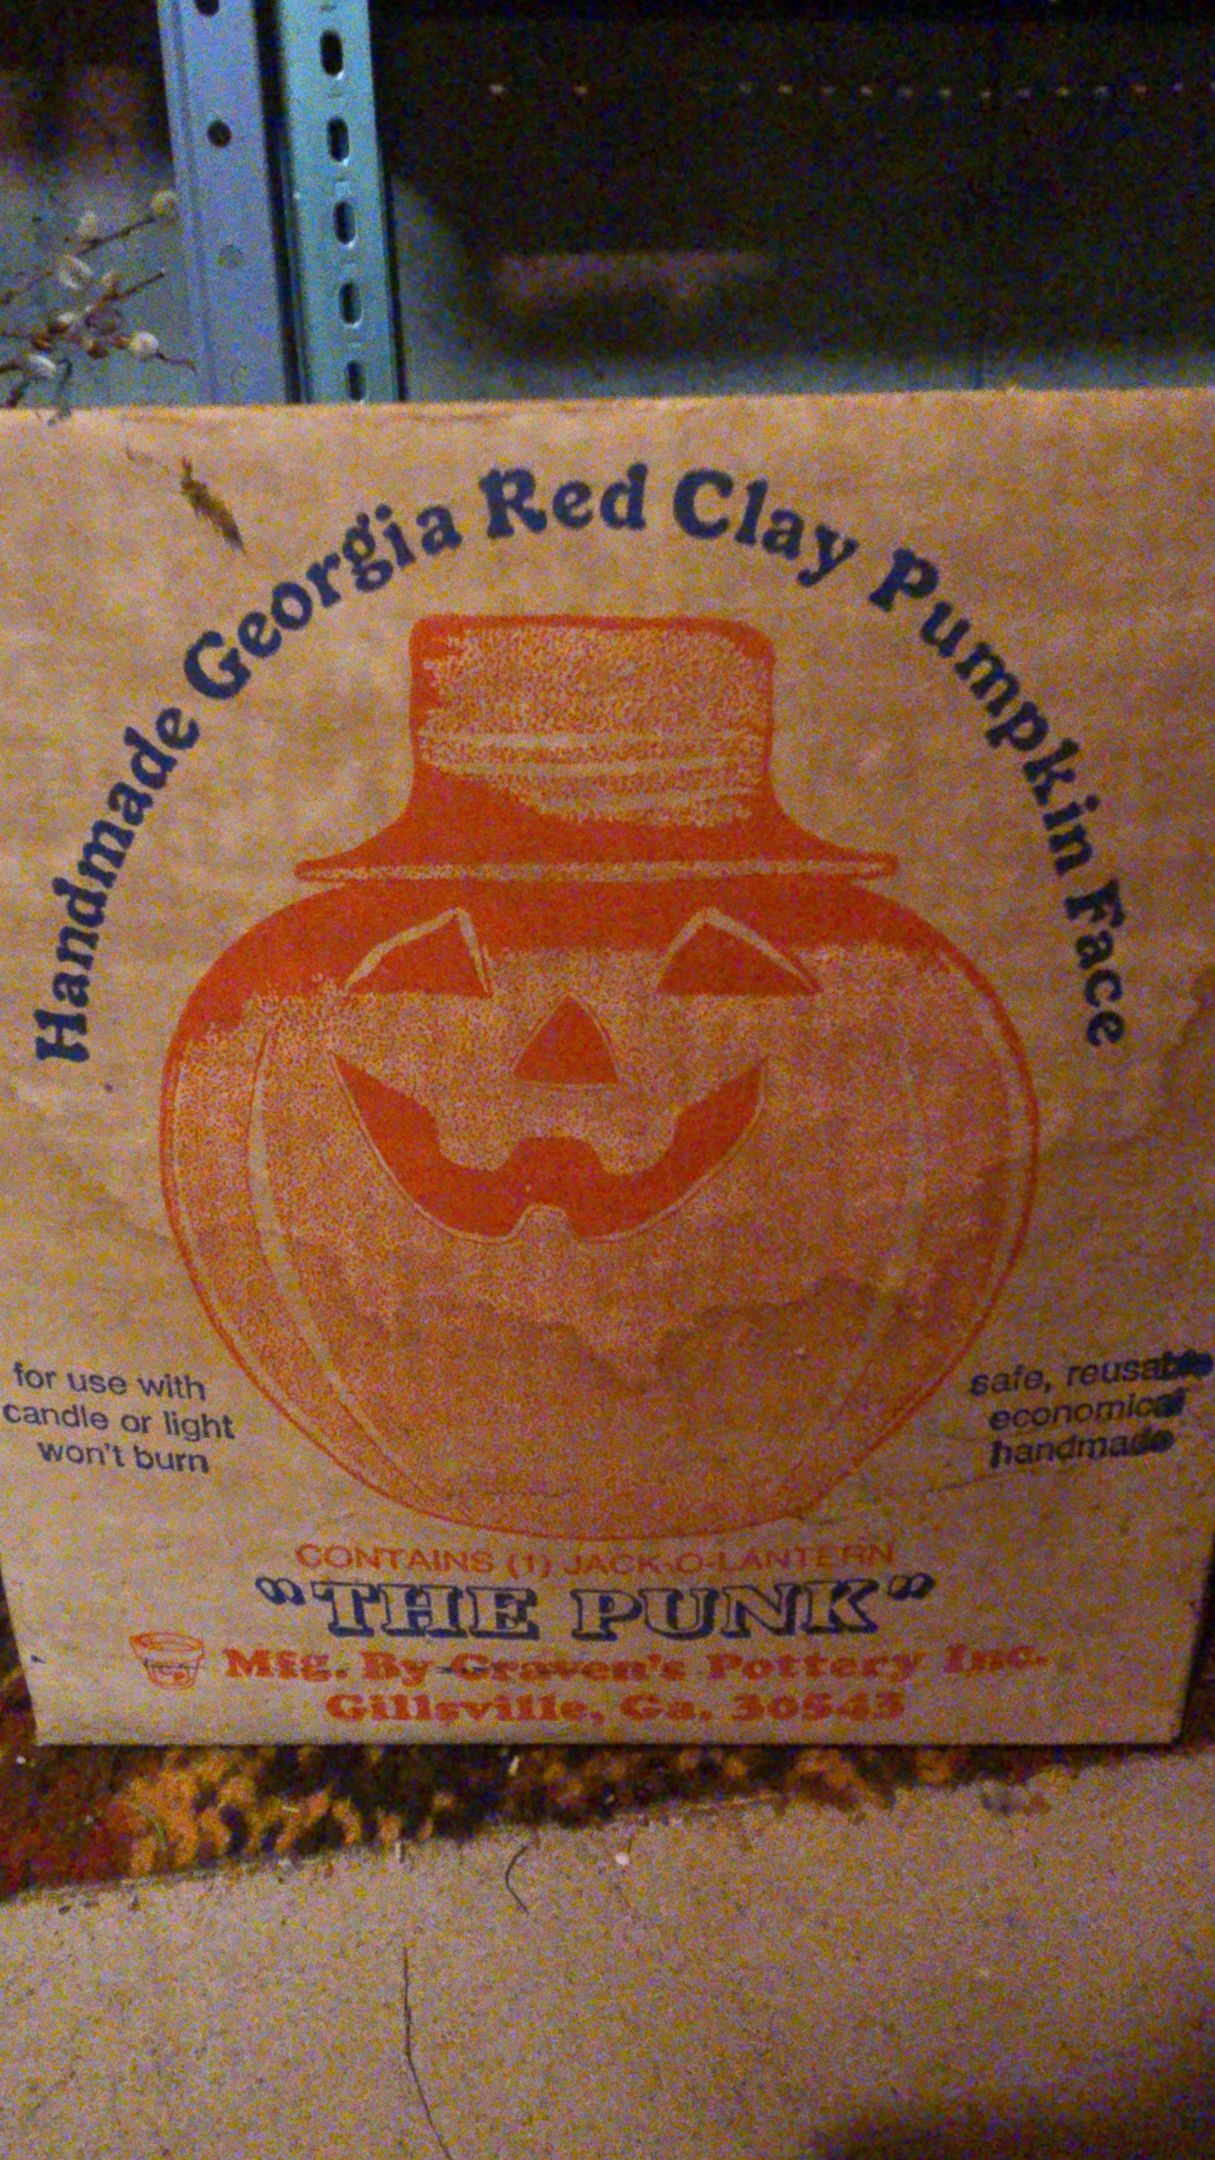 Handmade Georgia Red Clay Pumpkin Face
for use with
candle or light
won't burn
safe, reusable
economical
handmade
CONTAINS (1) JACK-O-LANTERN
"THE PUNK"
Mfg. By Craven's Pottery Inc.
Gillsville, Ga. 30543